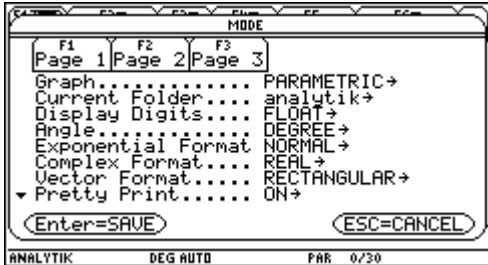 MODE
F1 F2 F3
Page 1 Page 2 Page 3
Graph............. PARAMETRIC→
Current Folder.... analytik→
Display Digits.... FLOAT→
Angle............. DEGREE→
Exponential Format NORMAL→
Complex Format.... REAL→
Vector Format..... RECTANGULAR→
Pretty Print...... ON→
Enter=SAVE ESC=CANCEL
ANALYTIK DEG AUTO PAR 0/30